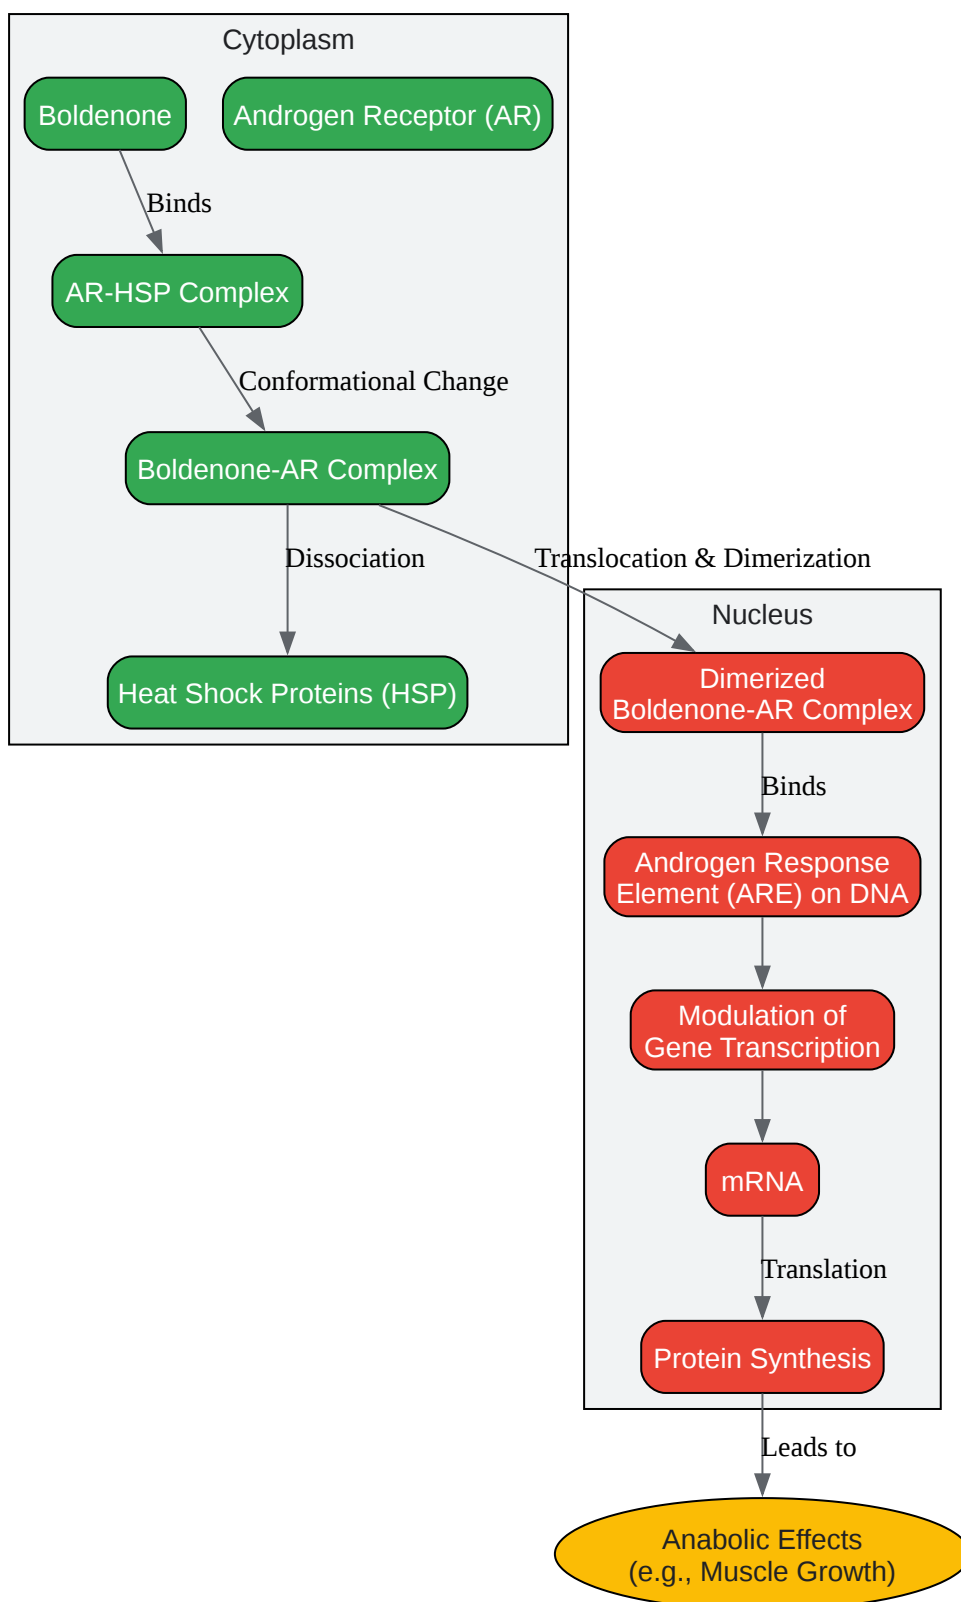 Cytoplasm
Boldenone
Androgen Receptor (AR)
Binds
AR-HSP Complex
Conformational Change
Boldenone-AR Complex
Dissociation
Translocation & Dimerization
Heat Shock Proteins (HSP)
Nucleus
Dimerized
Boldenone-AR Complex
Binds
Androgen Response
Element (ARE) on DNA
Modulation of
Gene Transcription
mRNA
Translation
Protein Synthesis
Leads to
Anabolic Effects
(e.g., Muscle Growth)